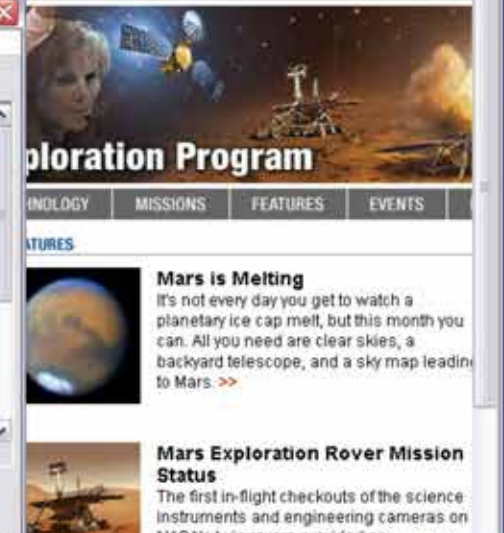 ploration Program
HNOLOGY MISSIONS FEATURES EVENTS
ATURES
Mars is Melting
It's not every day you get to watch a
planetary ice cap melt, but this month you
can. All you need are clear skies, a
backyard telescope, and a sky map leading
to Mars. >>
Mars Exploration Rover Mission
Status
The first in-flight checkouts of the science
instruments and engineering cameras on